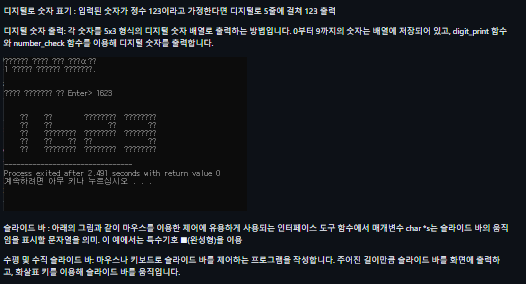 디지털로 숫자 표기 : 입력된 숫자가 정수 123이라고 가정한다면 디지털로 5줄에 걸쳐 123 출력
디지털 숫자 출력: 각 숫자를 5x3 형식의 디지털 숫자 배열로 출력하는 방법입니다. 0부터 9까지의 숫자는 배열에 저장되어 있고, digit_print 함수
와 number_check 함수를 이용해 디지털 숫자를 출력합니다.
?????? ???? ??? ???α ??
1 ????? ?????? ???????.
???? ??????? ?? Enter> 1623
?? ?? ???????? ????????
?? ?? ?? ??
?? ???????? ???????? ????????
?? ?? ?? ?? ??
?? ???????? ???????? ????????
--------------------------------
Process exited after 2.491 seconds with return value 0
계속하려면 아무 키나 누르십시오 . . .
슬라이드 바 : 아래의 그림과 같이 마우스를 이용한 제어에 유용하게 사용되는 인터페이스 도구 함수에서 매개변수 char *s는 슬라이드 바의 움직
임을 표시할 문자열을 의미. 이 예에서는 특수기호 ■(완성형)을 이용
수평 및 수직 슬라이드 바: 마우스나 키보드로 슬라이드 바를 제어하는 프로그램을 작성합니다. 주어진 길이만큼 슬라이드 바를 화면에 출력하
고, 화살표 키를 이용해 슬라이드 바를 움직입니다.